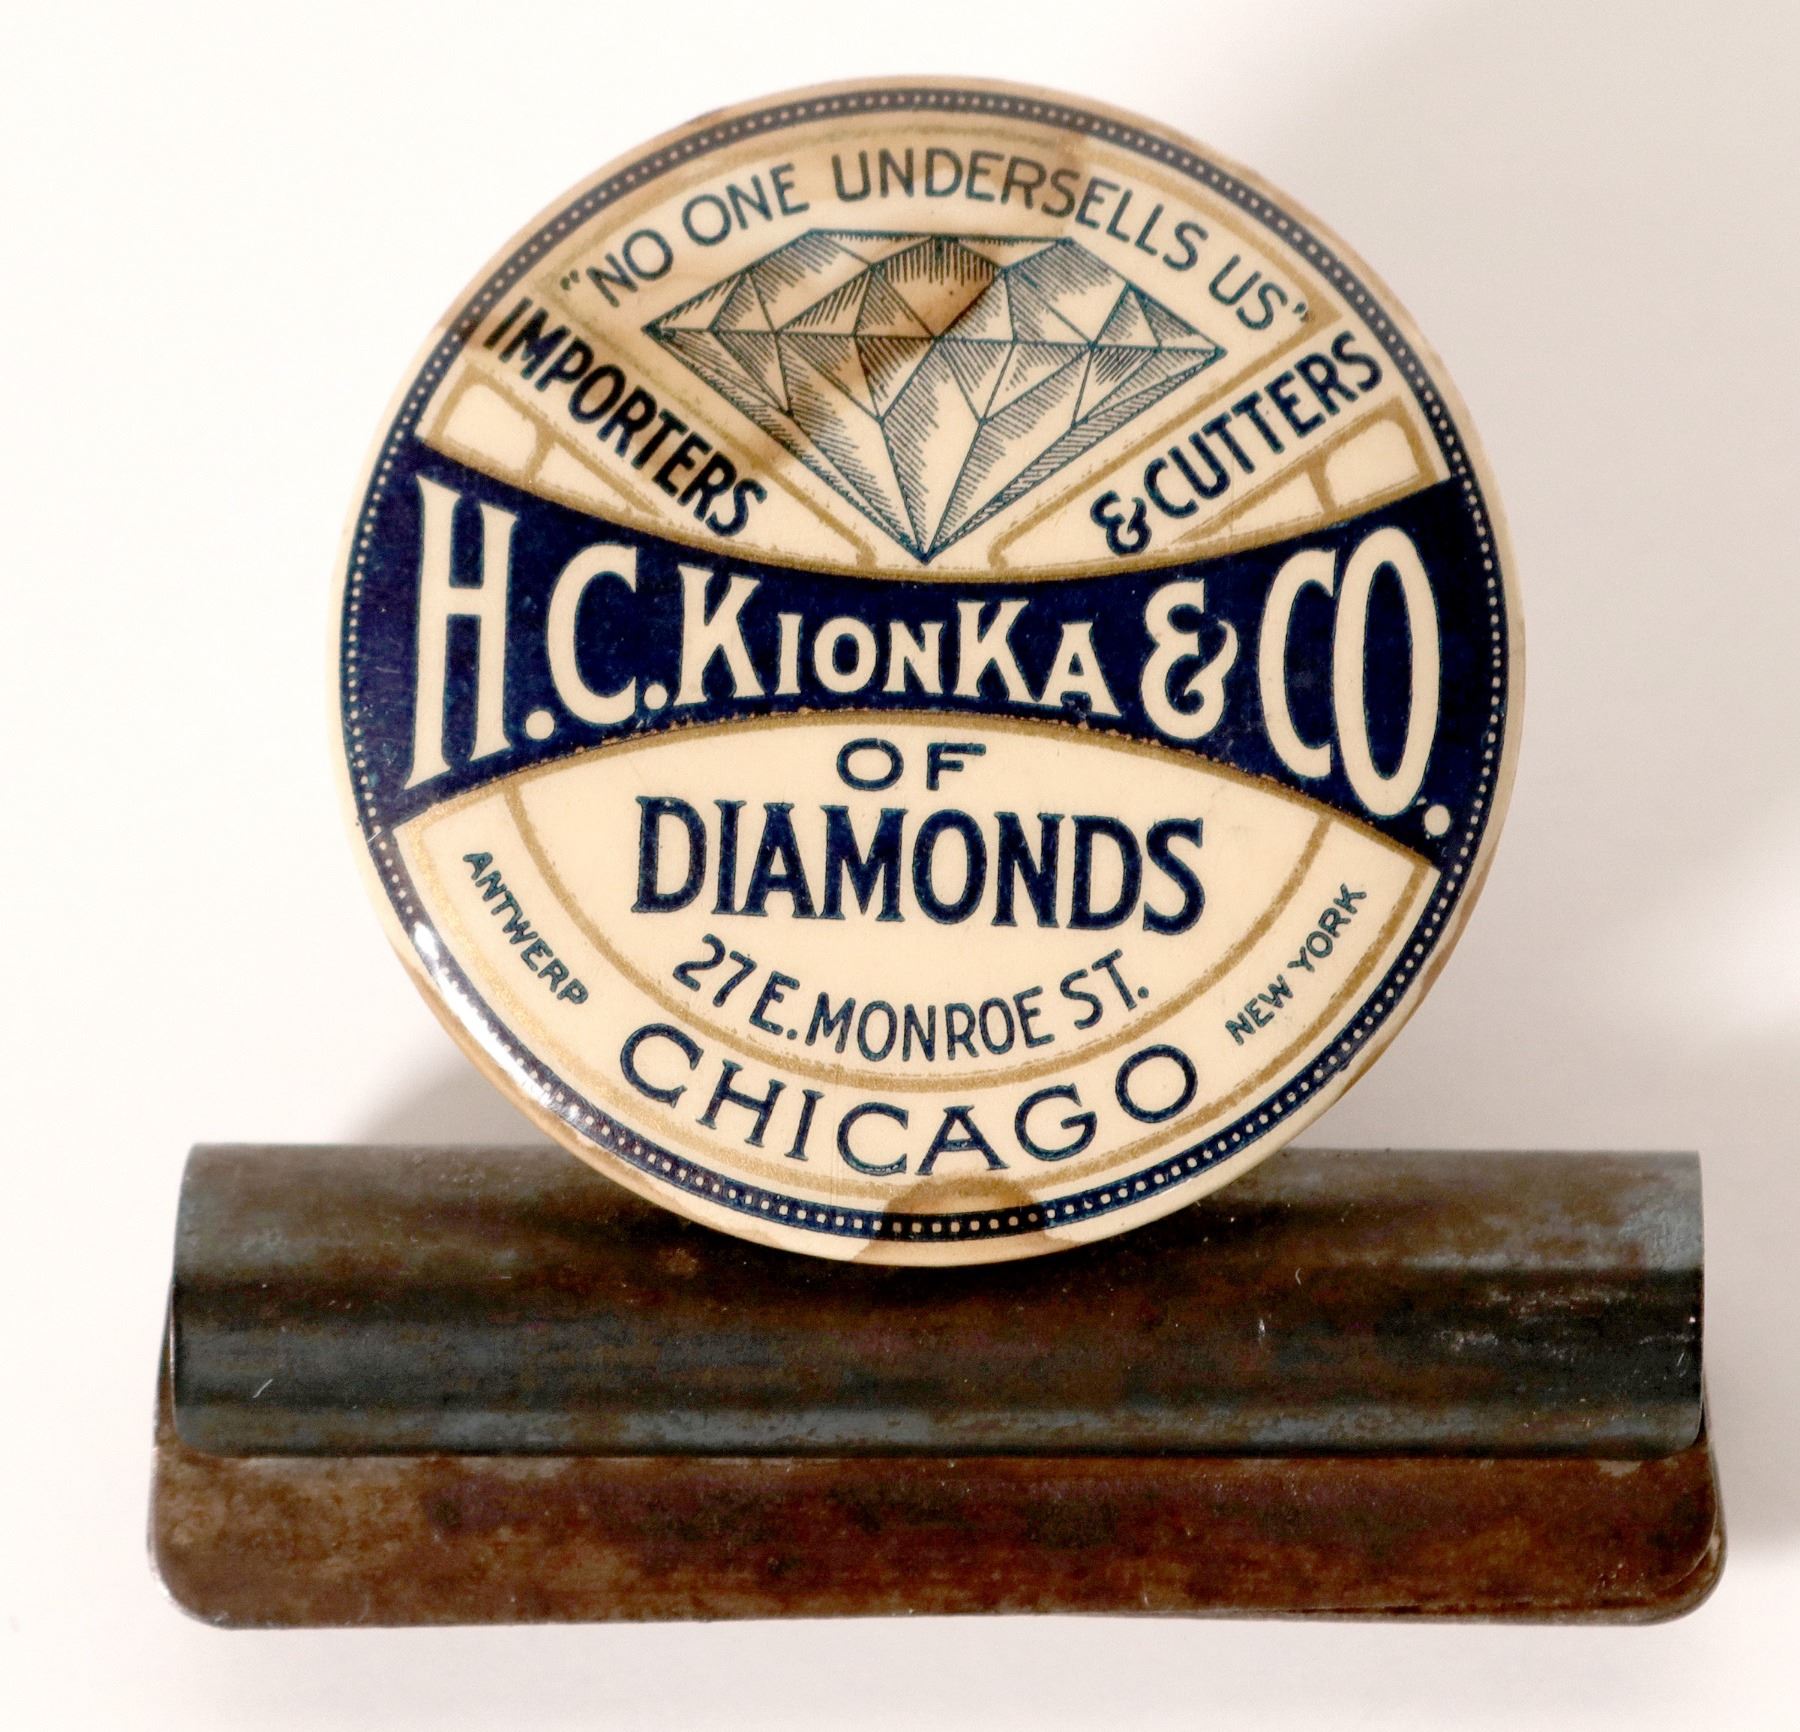 "NO ONE UNDERSELLS US"
IMPORTERS
& CUTTERS
H.C. KIONKA & CO.
OF
DIAMONDS
27 E. MONROE ST.
ANTWERP
CHICAGO
NEW YORK